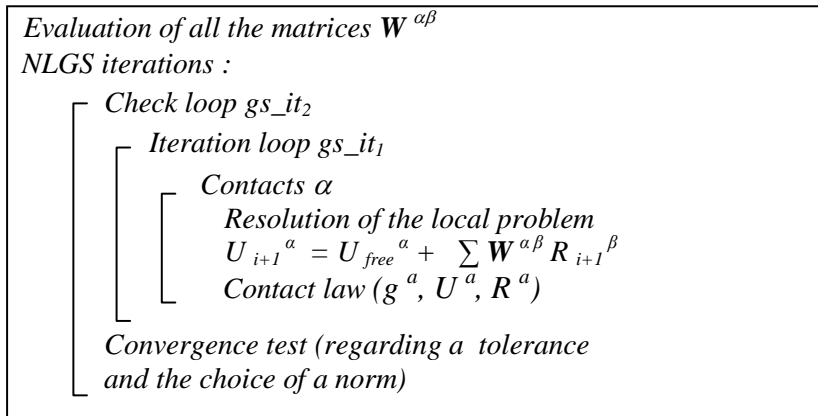 Evaluation of all the matrices W αβ
NLGS iterations :
Check loop gs_it2
Iteration loop gs_it1
Contacts α
Resolution of the local problem
U i+1 α = U free α + ∑ W αβ R i+1 β
Contact law (g a, U a, R a)
Convergence test (regarding a tolerance
and the choice of a norm)